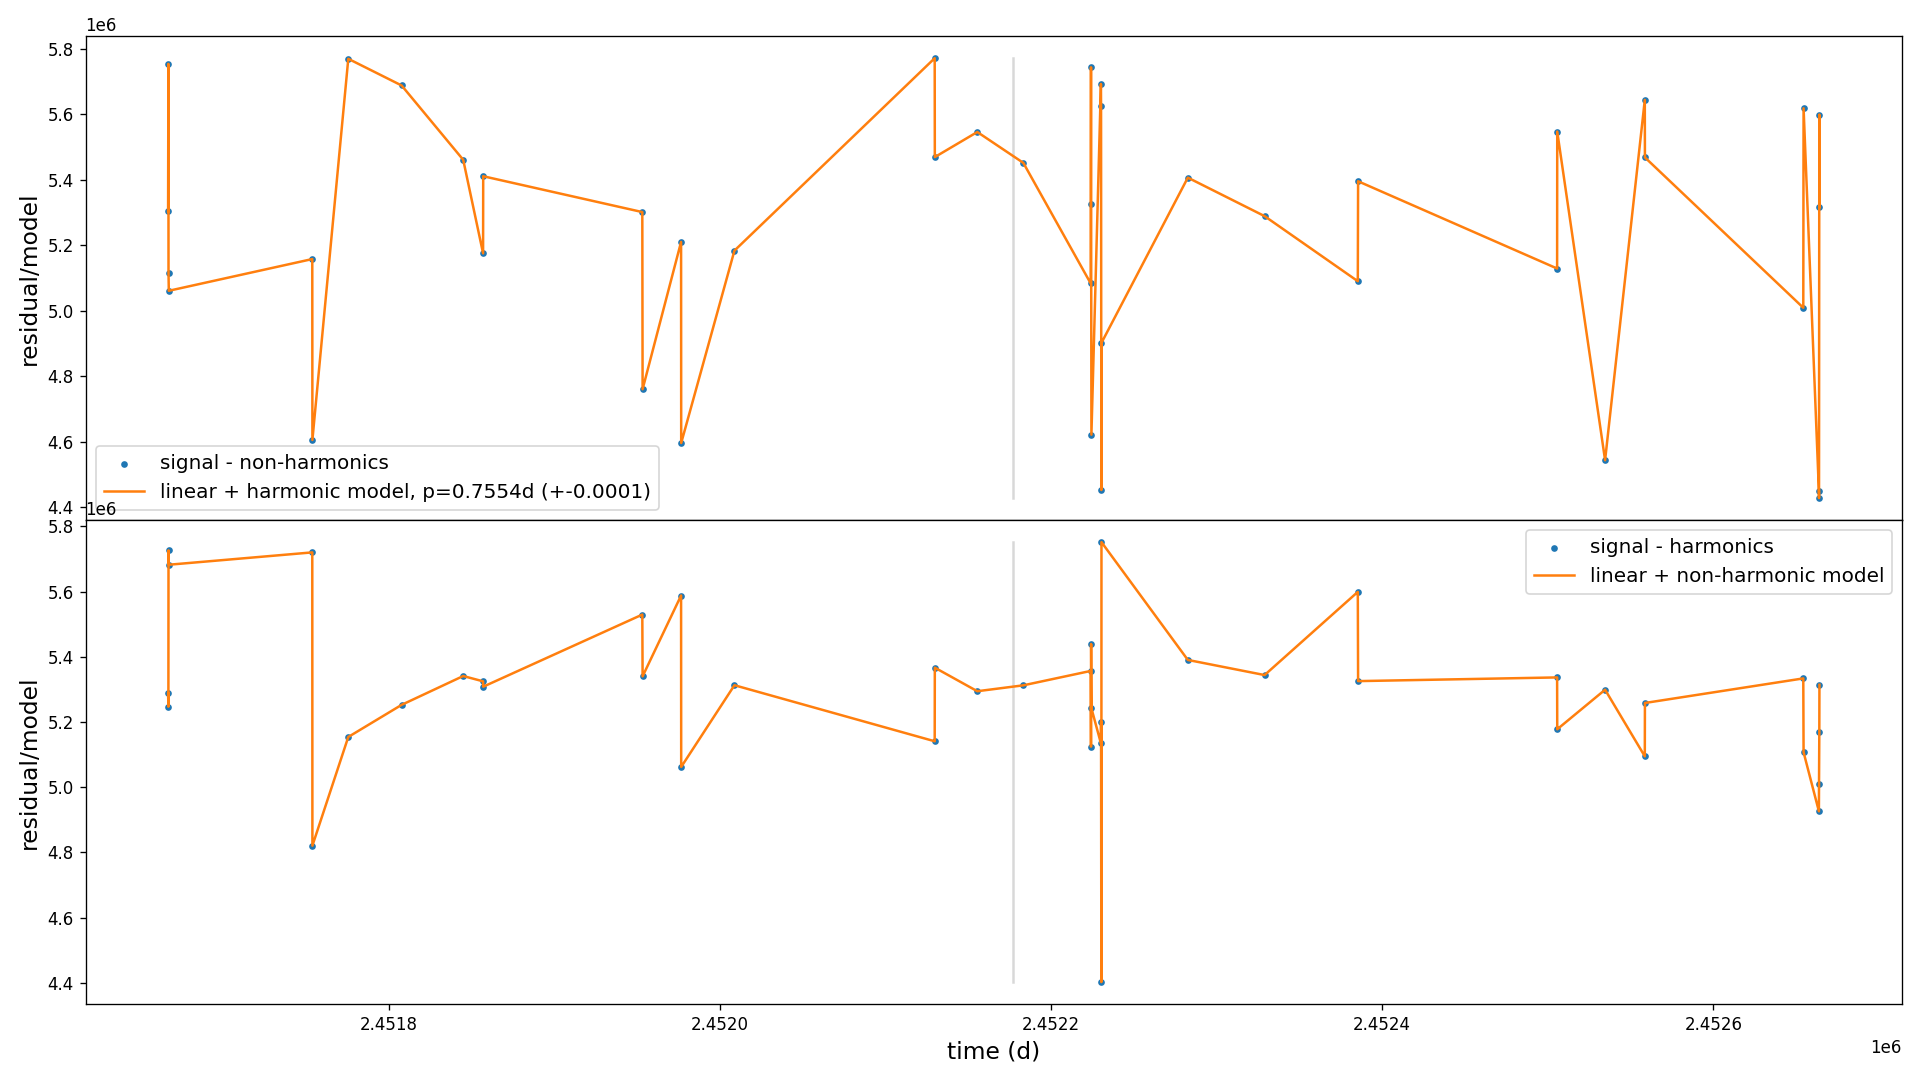 1e6
5.8
5.6
5.4
5.2
5.0
4.8
4.6
4.4
residual/model
signal - non-harmonics
linear + harmonic model, p=0.7554d (+-0.0001)
1e6
5.8
5.6
5.4
5.2
5.0
4.8
4.6
4.4
residual/model
signal - harmonics
linear + non-harmonic model
2.4518 2.4520 2.4522 2.4524 2.4526
time (d)
1e6